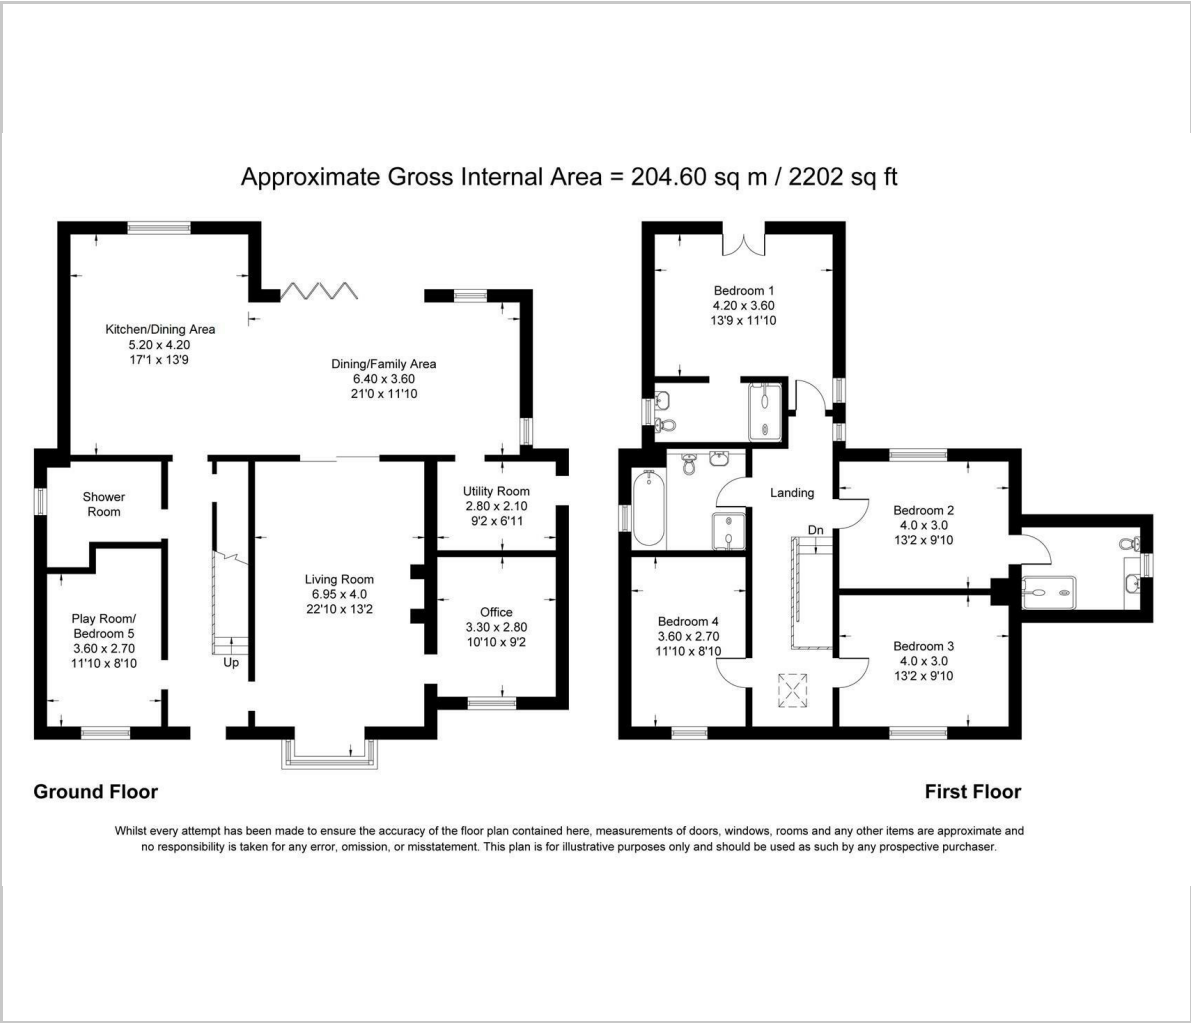 Approximate Gross Internal Area = 204.60 sq m / 2202 sq ft
Kitchen/Dining Area
5.20 x 4.20
17'1 x 13'9
Dining/Family Area
6.40 x 3.60
21'0 x 11'10
Shower
Room
Utility Room
2.80 x 2.10
9'2 x 6'11
Living Room
6.95 x 4.0
22'10 x 13'2
Office
3.30 x 2.80
10'10 x 9'2
Play Room/
Bedroom 5
3.60 x 2.70
11'10 x 8'10
Up
Ground Floor
Bedroom 1
4.20 x 3.60
13'9 x 11'10
Landing
Dn
Bedroom 2
4.0 x 3.0
13'2 x 9'10
Bedroom 4
3.60 x 2.70
11'10 x 8'10
Bedroom 3
4.0 x 3.0
13'2 x 9'10
First Floor
Whilst every attempt has been made to ensure the accuracy of the floor plan contained here, measurements of doors, windows, rooms and any other items are approximate and
no responsibility is taken for any error, omission, or misstatement. This plan is for illustrative purposes only and should be used as such by any prospective purchaser.